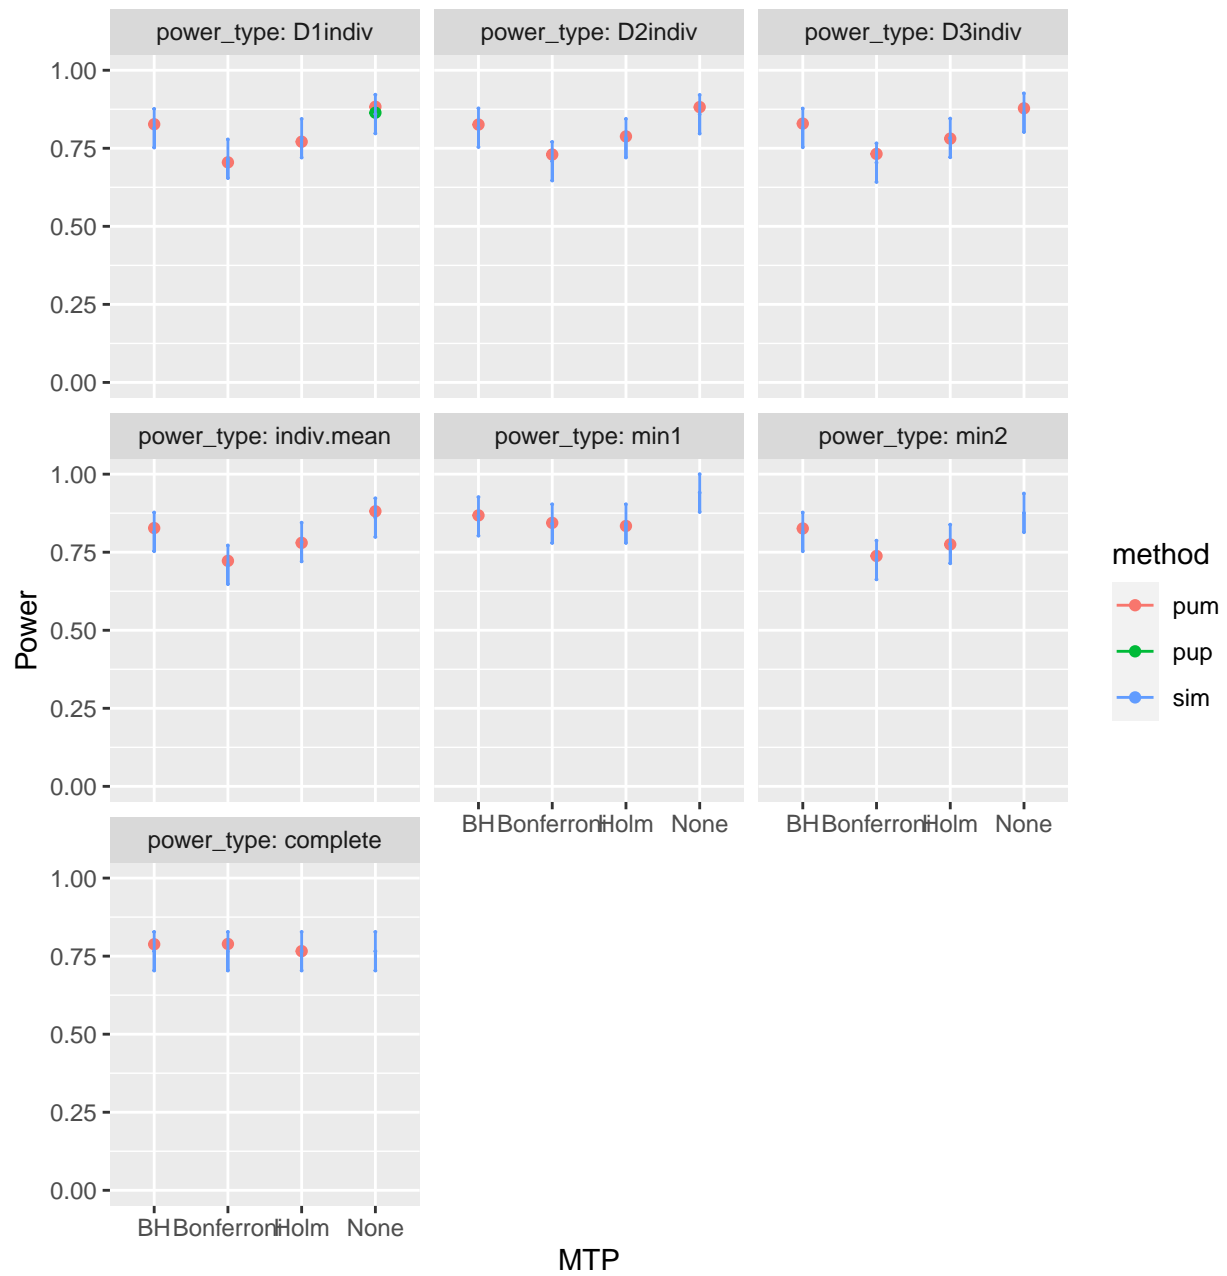 power_type: D1indiv
power_type: D2indiv
power_type: D3indiv
1.00
0.75
0.50
0.25
0.00
power_type: indiv.mean
power_type: min1
power_type: min2
1.00
0.75
0.50
0.25
0.00
BH Bonferroni Holm None
BH Bonferroni Holm None
power_type: complete
1.00
0.75
0.50
0.25
0.00
BH Bonferroni Holm None
MTP
Power
method
pum
pup
sim